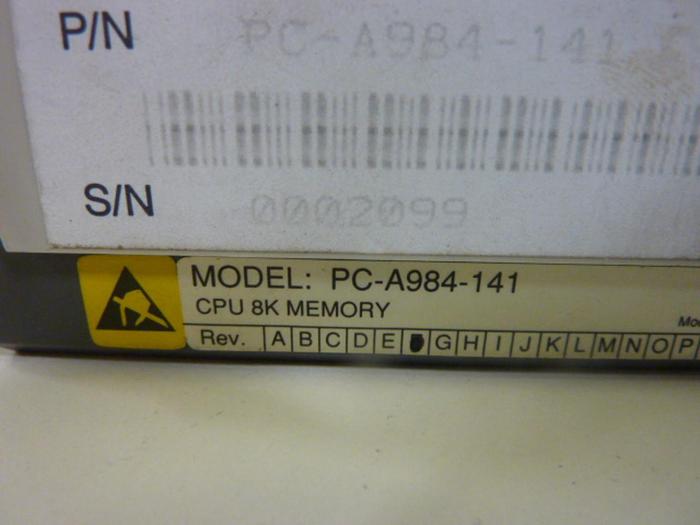 P/N PC-A984-141
S/N 0002099
MODEL: PC-A984-141
CPU 8K MEMORY
Rev. A B C D E G H I J K L M N O P